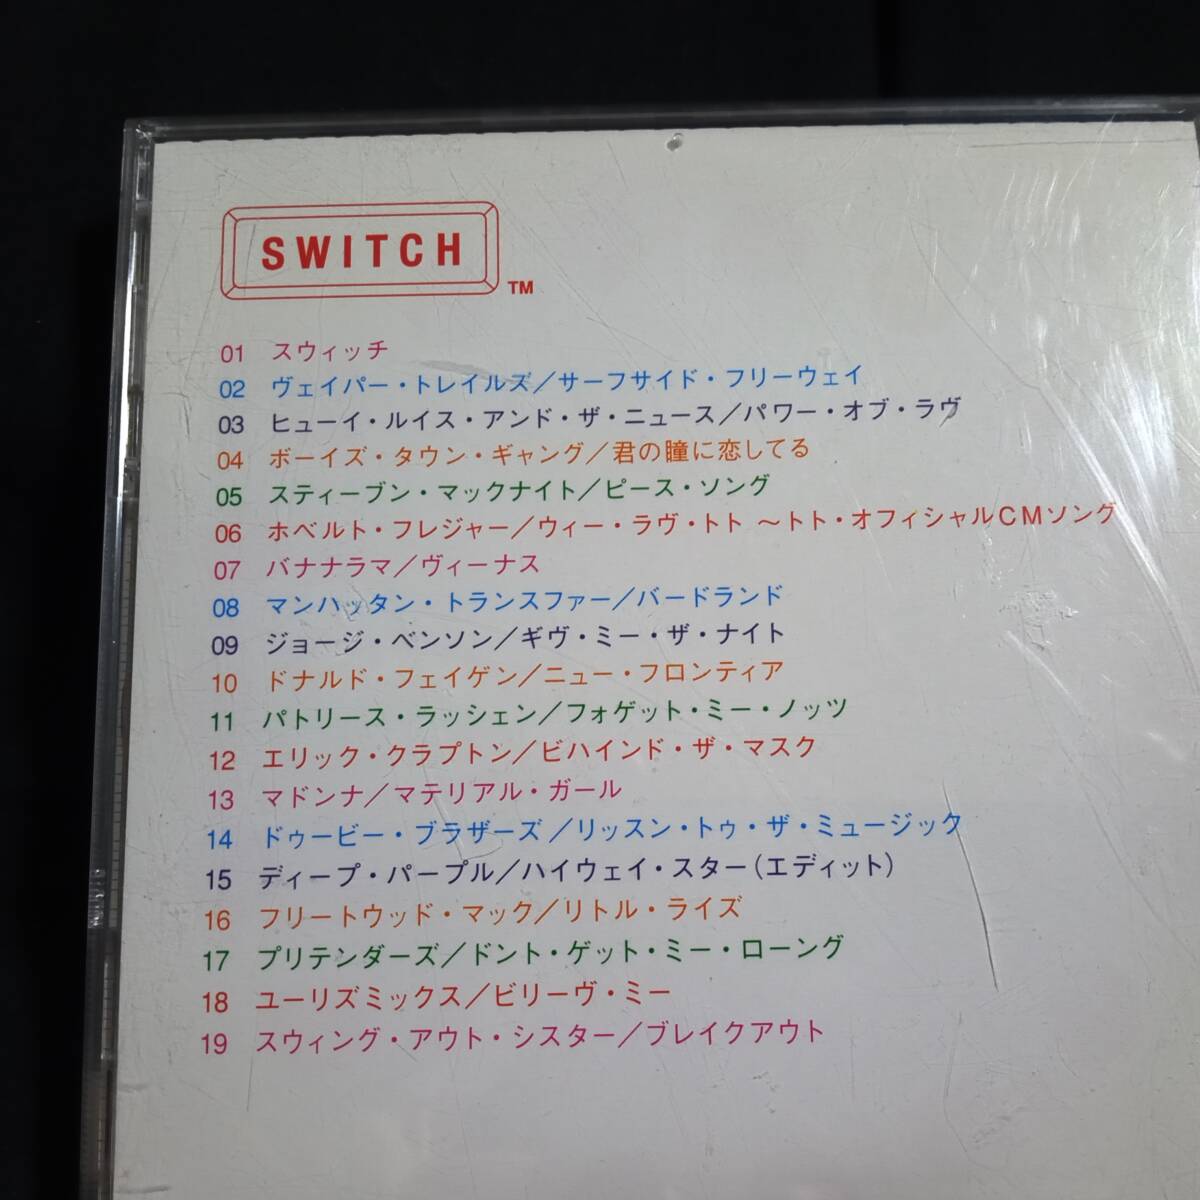 SWITCH
TM
01 スウィッチ
02 ヴェイパー・トレイルズ／サーフサイド・フリーウェイ
03 ヒューイ・ルイス・アンド・ザ・ニュース／パワー・オブ・ラヴ
04 ボーイズ・タウン・ギャング／君の瞳に恋してる
05 スティーブン・マックナイト／ピース・ソング
06 ホベルト・フレジャー／ウィー・ラヴ・トト ～トト・オフィシャルCMソング
07 バナナラマ／ヴィーナス
08 マンハッタン・トランスファー／バードランド
09 ジョージ・ベンソン／ギヴ・ミー・ザ・ナイト
10 ドナルド・フェイゲン／ニュー・フロンティア
11 パトリース・ラッシェン／フォゲット・ミー・ノッツ
12 エリック・クラプトン／ビハインド・ザ・マスク
13 マドンナ／マテリアル・ガール
14 ドゥービー・ブラザーズ／リッスン・トゥ・ザ・ミュージック
15 ディープ・パープル／ハイウェイ・スター（エディット）
16 フリートウッド・マック／リトル・ライズ
17 プリテンダーズ／ドント・ゲット・ミー・ローング
18 ユーリズミックス／ビリーヴ・ミー
19 スウィング・アウト・シスター／ブレイクアウト